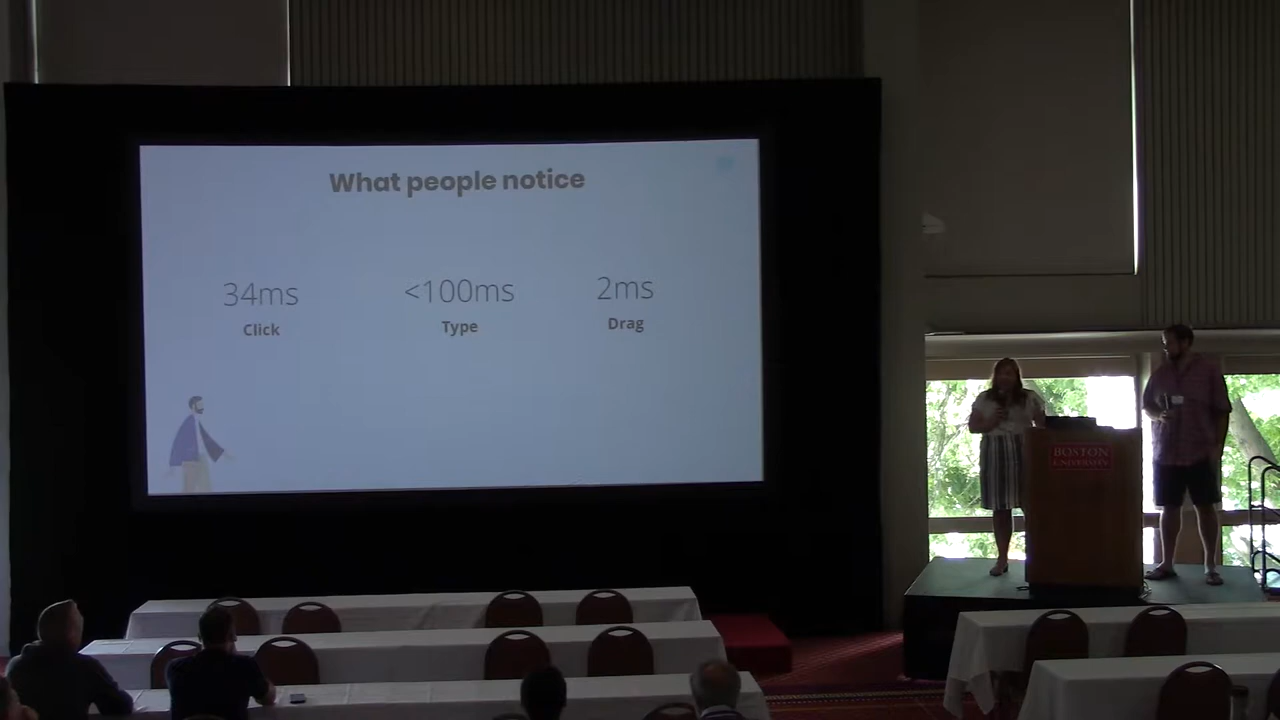 What people notice
34ms
Click
<100ms
Type
2ms
Drag
BOSTON
UNIVERSITY